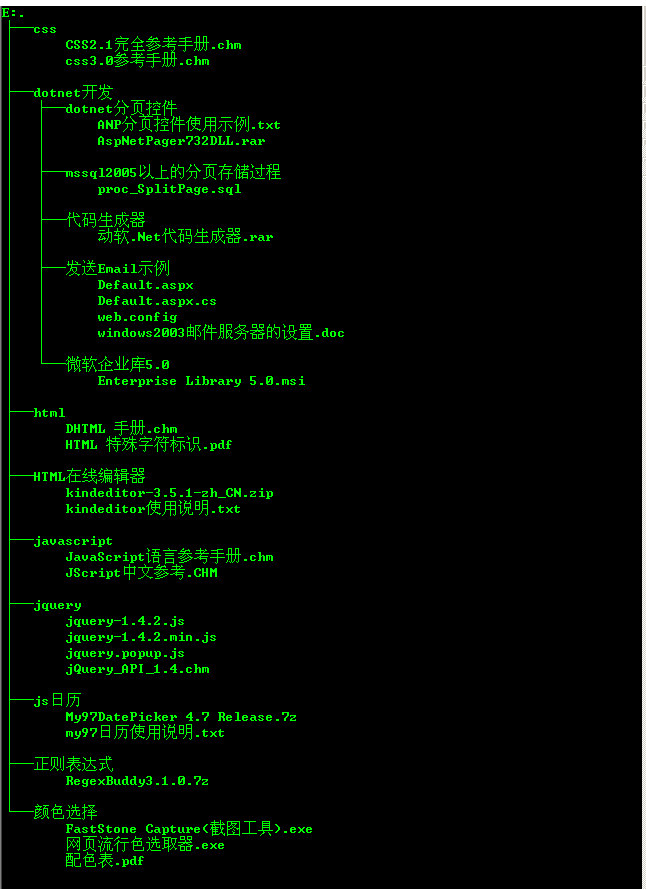 E:.
css
CSS2.1完全参考手册.chm
css3.0参考手册.chm
dotnet开发
dotnet分页控件
ANP分页控件使用示例.txt
AspNetPager732DLL.rar
mssql2005以上的分页存储过程
proc_SplitPage.sql
代码生成器
动软.Net代码生成器.rar
发送Email示例
Default.aspx
Default.aspx.cs
web.config
windows2003邮件服务器的设置.doc
微软企业库5.0
Enterprise Library 5.0.msi
html
DHTML 手册.chm
HTML 特殊字符标识.pdf
HTML在线编辑器
kindeditor-3.5.1-zh_CN.zip
kindeditor使用说明.txt
javascript
JavaScript语言参考手册.chm
JScript中文参考.CHM
jquery
jquery-1.4.2.js
jquery-1.4.2.min.js
jquery.popup.js
jQuery_API_1.4.chm
js日历
My97DatePicker 4.7 Release.7z
my97日历使用说明.txt
正则表达式
RegexBuddy3.1.0.7z
颜色选择
FastStone Capture(截图工具).exe
网页流行色选取器.exe
配色表.pdf